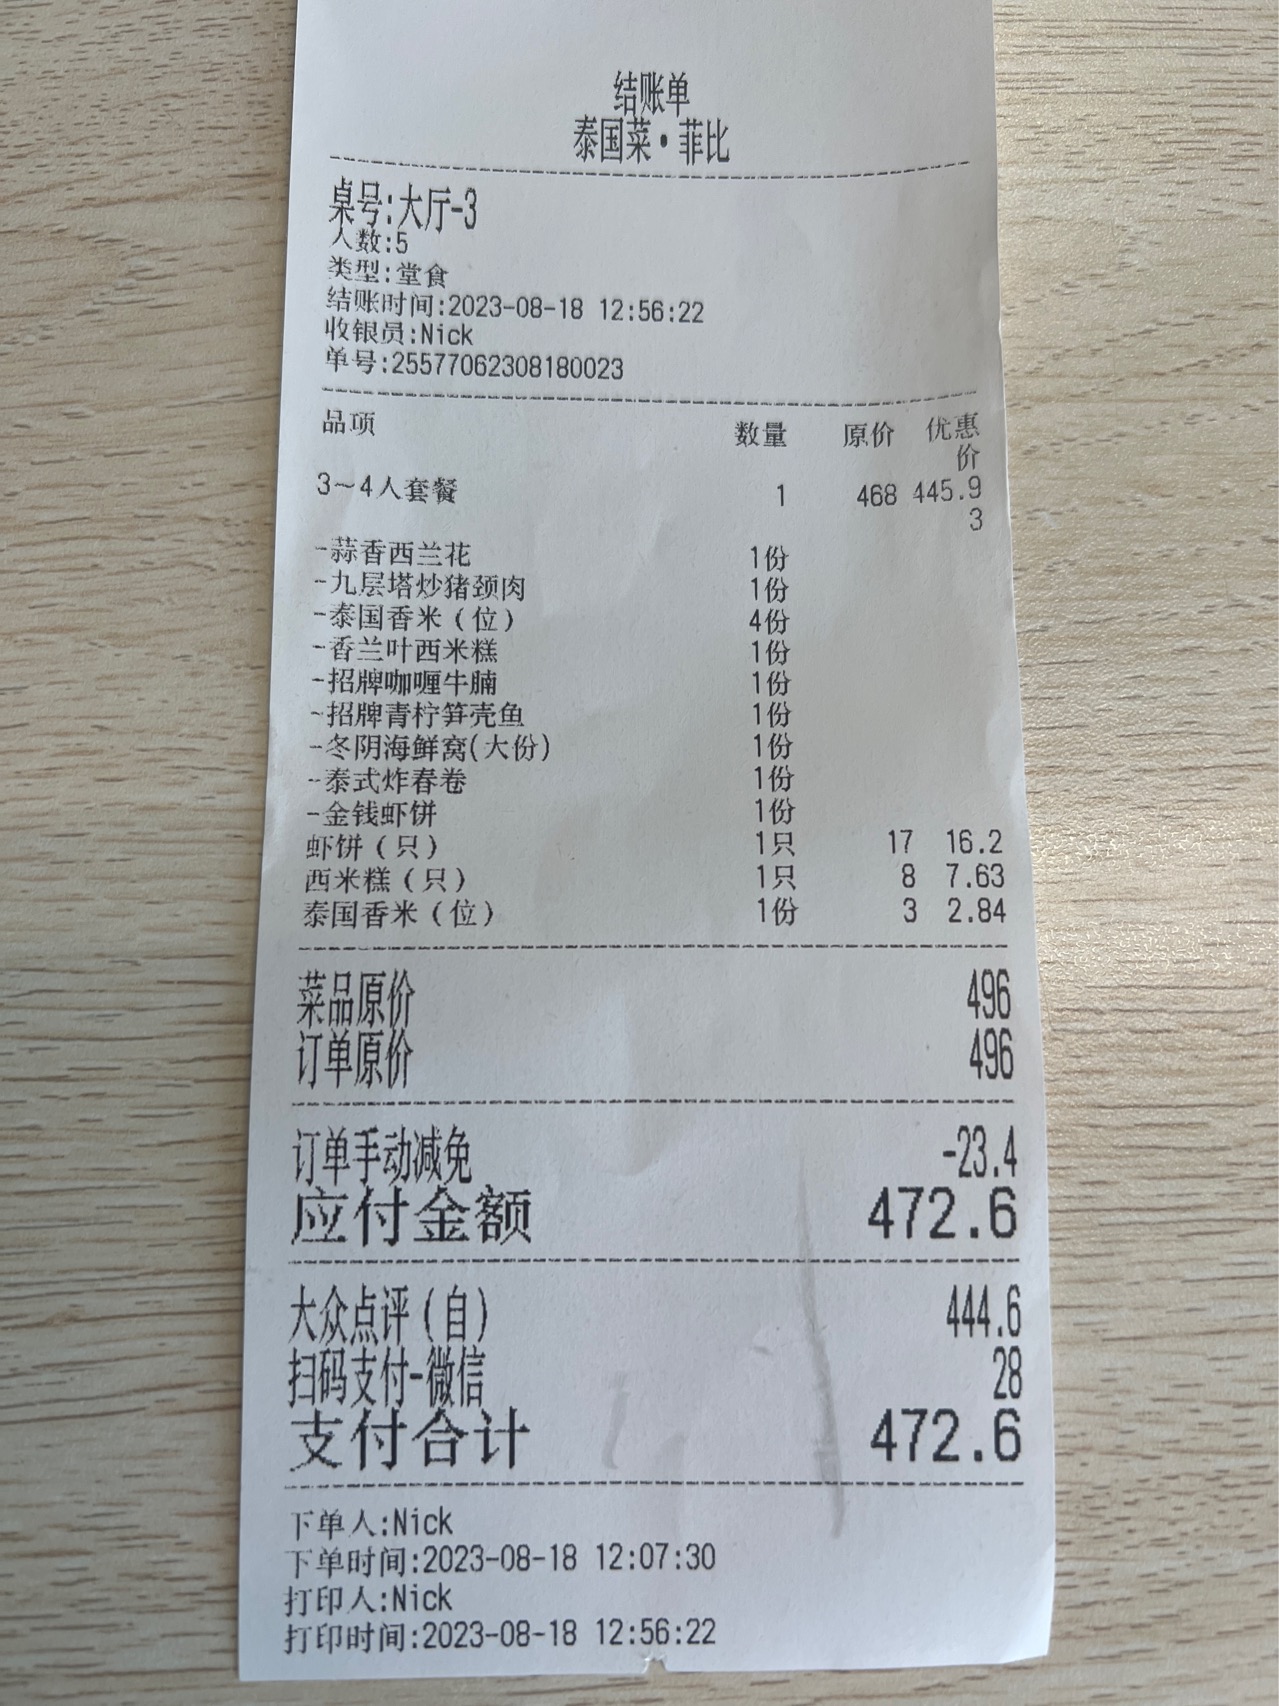 结账单
泰国菜•菲比
桌号:大厅-3
人数:5
类型:堂食
结账时间:2023-08-18 12:56:22
收银员:Nick
单号:25577062308180023
品项 数量 原价 优惠
价
3~4人套餐 1 468 445.9
3
-蒜香西兰花 1份
-九层塔炒猪颈肉 1份
-泰国香米(位) 4份
-香兰叶西米糕 1份
-招牌咖喱牛腩 1份
-招牌青柠笋壳鱼 1份
-冬阴海鲜窝(大份) 1份
-泰式炸春卷 1份
-金钱虾饼 1份
虾饼(只) 1只 17 16.2
西米糕(只) 1只 8 7.63
泰国香米(位) 1份 3 2.84
菜品原价 496
订单原价 496
订单手动减免 -23.4
应付金额 472.6
大众点评(自) 444.6
扫码支付-微信 28
支付合计 472.6
下单人:Nick
下单时间:2023-08-18 12:07:30
打印人:Nick
打印时间:2023-08-18 12:56:22